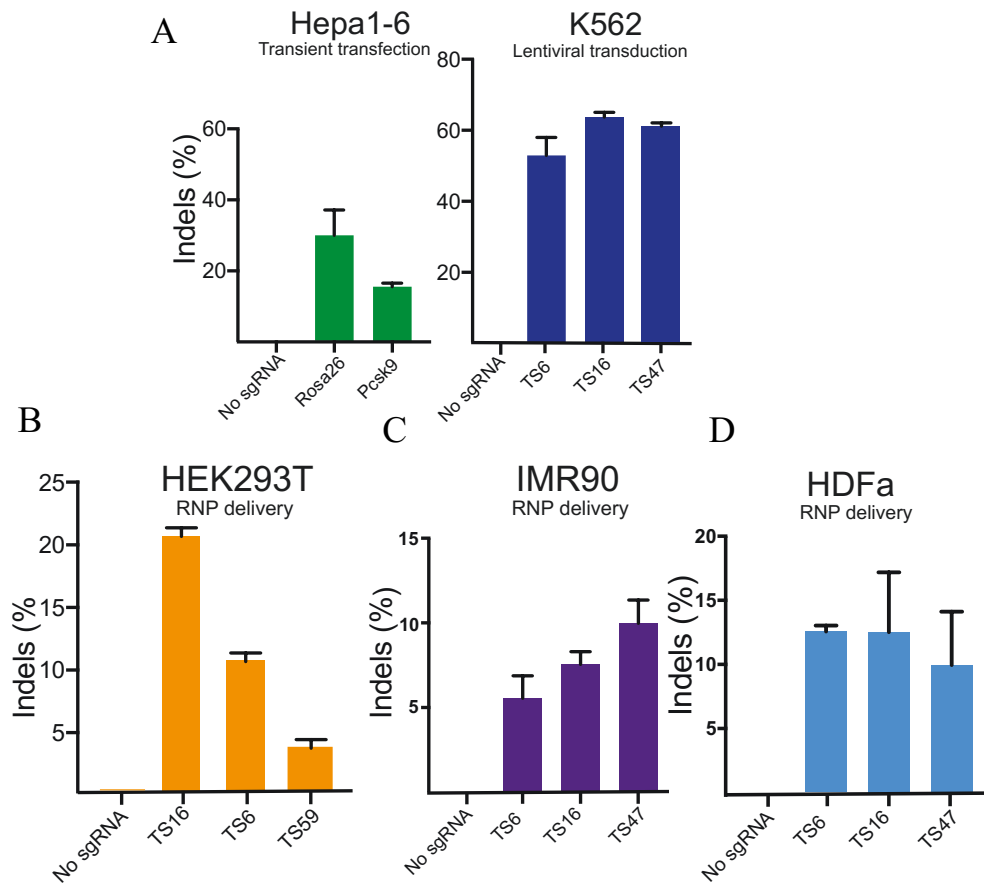 A
Hepa1-6
Transient transfection
Indels (%)
60
40
20
No sgRNA
Rosa26
Pcsk9
K562
Lentiviral transduction
80
60
40
20
No sgRNA
TS6
TS16
TS47
B
HEK293T
RNP delivery
Indels (%
25
20
15
10
5
No sgRNA
TS16
TS6
TS59
C
IMR90
RNP delivery
Indels (%)
15
10
5
No sgRNA
TS6
TS16
TS47
D
HDFa
RNP delivery
Indels (%)
20
15
10
5
No sgRNA
TS6
TS16
TS47